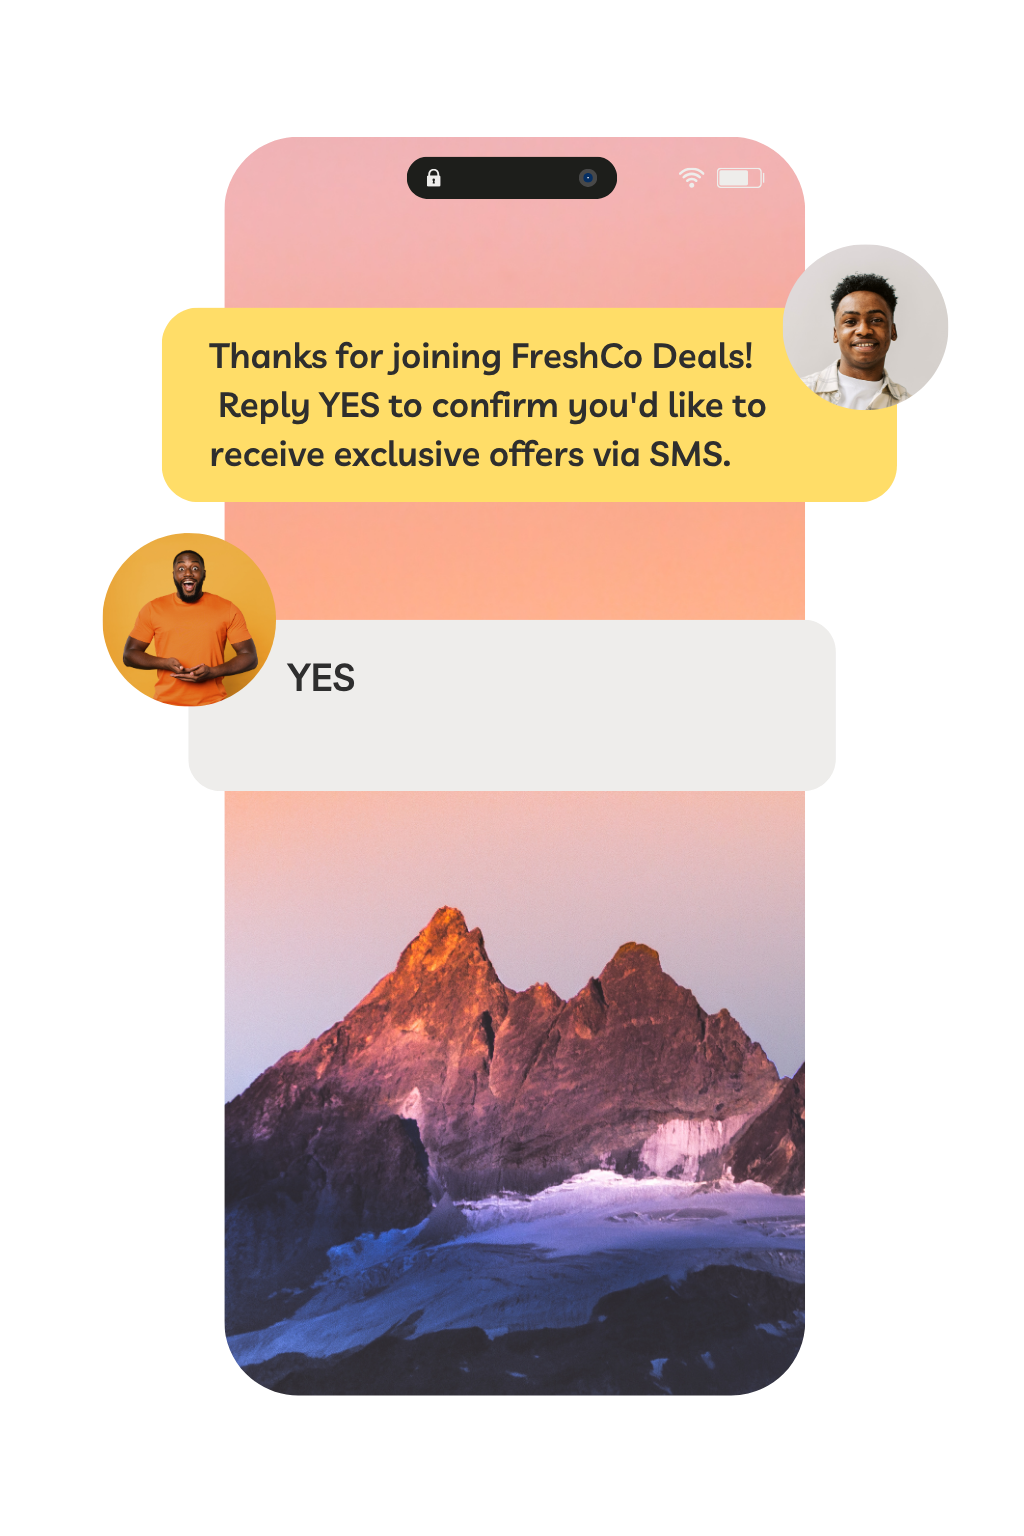 Thanks for joining FreshCo Deals!
Reply YES to confirm you'd like to
receive exclusive offers via SMS.
YES